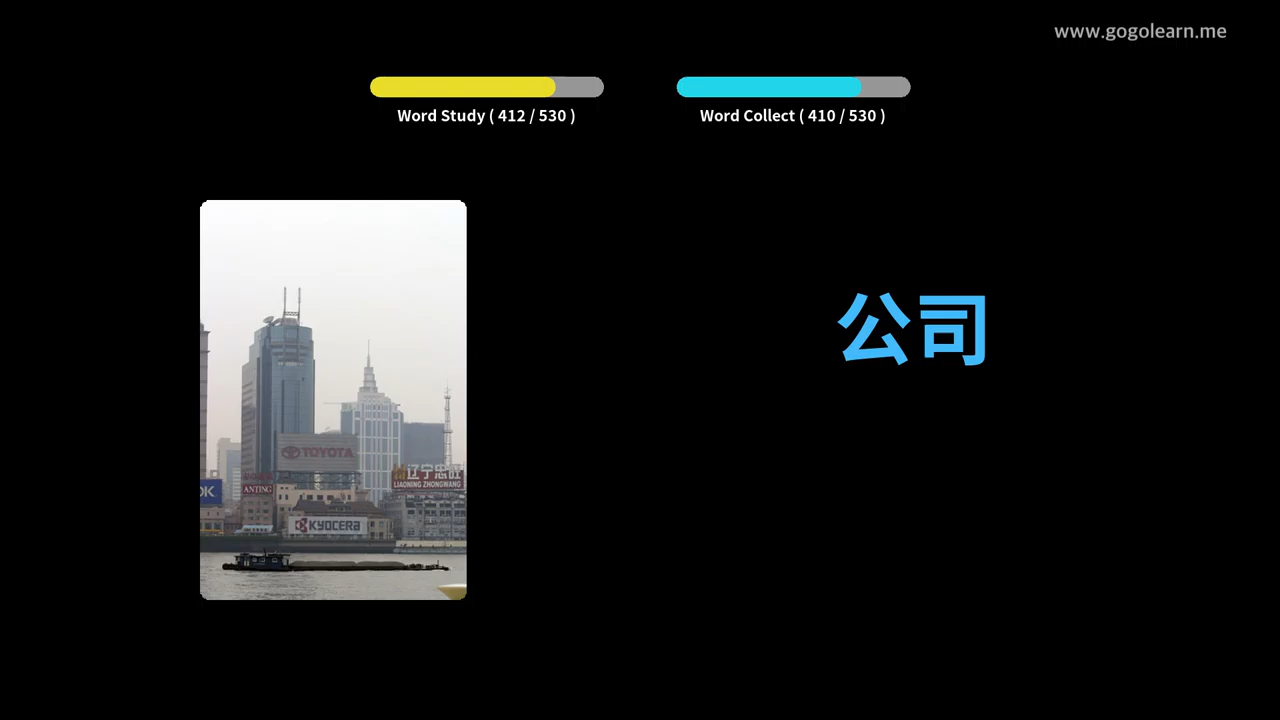 www.gogolearn.me
Word Study ( 412 / 530 )
Word Collect ( 410 / 530 )
公司
TOYOTA
辽宁忠旺
LIAONING ZHONGWANG
OK
ANTING
KYOCERA